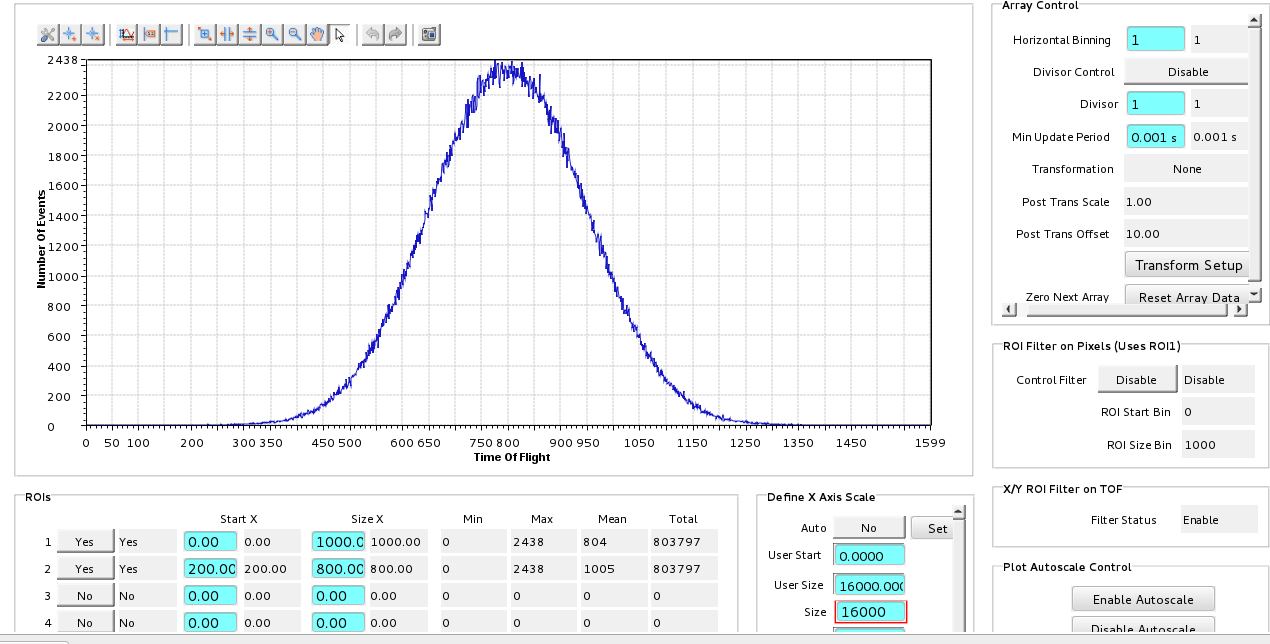 Array Control
2438
2200
2000
1800
1600
1400
1200
1000
800
600
400
200
0
Number Of Events
0 50 100 200 300 350 450 500 600 650 750 800 900 950 1050 1150 1250 1350 1450 1599
Time Of Flight
Horizontal Binning 1 1
Divisor Control Disable
Divisor 1 1
Min Update Period 0.001 s 0.001 s
Transformation None
Post Trans Scale 1.00
Post Trans Offset 10.00
Transform Setup
Zero Next Array Reset Array Data
ROI Filter on Pixels (Uses ROI1)
Control Filter Disable Disable
ROI Start Bin 0
ROI Size Bin 1000
ROIs
Start X Size X Min Max Mean Total
1 Yes Yes 0.00 0.00 1000.0 1000.00 0 2438 804 803797
2 Yes Yes 200.00 200.00 800.00 800.00 0 2438 1005 803797
3 No No 0.00 0.00 0.00 0.00 0 0 0 0
4 No No 0.00 0.00 0.00 0.00 0 0 0 0
Define X Axis Scale
Auto No Set
User Start 0.0000
User Size 16000.000
Size 16000
X/Y ROI Filter on TOF
Filter Status Enable
Plot Autoscale Control
Enable Autoscale
Disable Autoscale